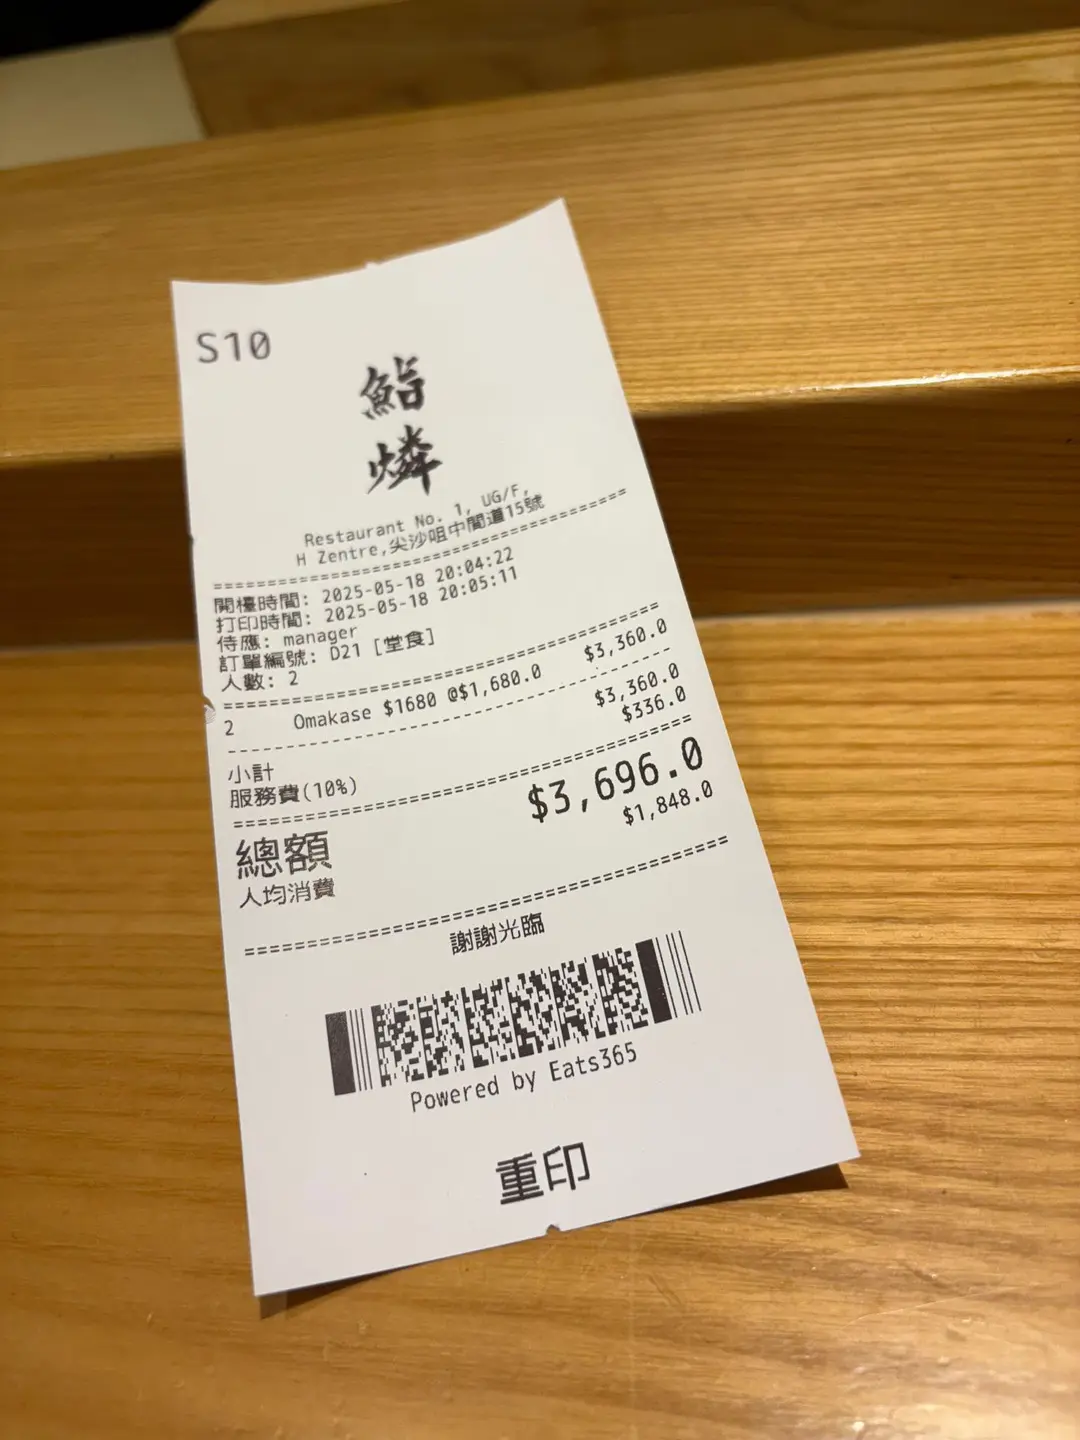 S10
鮨
燐
Restaurant No. 1, UG/F,
H Zentre,尖沙咀中間道15號
開檯時間: 2025-05-18 20:04:22
打印時間: 2025-05-18 20:05:11
侍應: manager
訂單編號: D21 [堂食]
人數: 2
2 Omakase $1680 @$1,680.0 $3,360.0
小計 $3,360.0
服務費(10%) $336.0
總額 $3,696.0
人均消費 $1,848.0
謝謝光臨
Powered by Eats365
重印